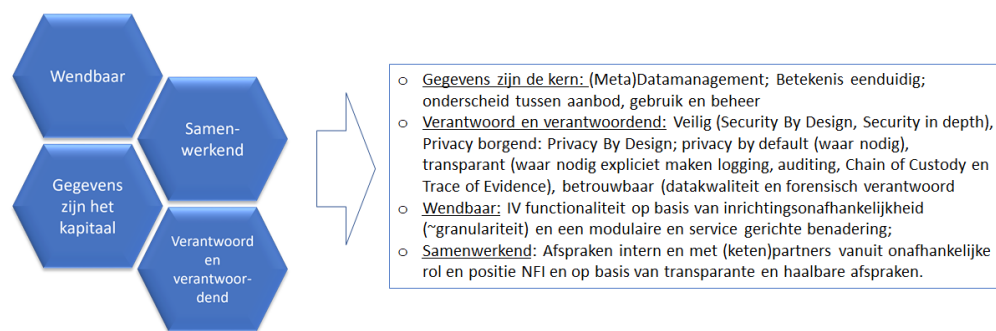 Wendbaar
Samen-
werkend
Gegevens
zijn het
kapitaal
Verantwoord
en
verantwoor-
dend
o Gegevens zijn de kern: (Meta)Datamanagement; Betekenis eenduidig;
onderscheid tussen aanbod, gebruik en beheer
o Verantwoord en verantwoordend: Veilig (Security By Design, Security in depth),
Privacy borgend: Privacy By Design; privacy by default (waar nodig),
transparant (waar nodig expliciet maken logging, auditing, Chain of Custody en
Trace of Evidence), betrouwbaar (datakwaliteit en forensisch verantwoord
o Wendbaar: IV functionaliteit op basis van inrichtingsonafhankelijkheid
(~granulariteit) en een modulaire en service gerichte benadering;
o Samenwerkend: Afspraken intern en met (keten)partners vanuit onafhankelijke
rol en positie NFI en op basis van transparante en haalbare afspraken.